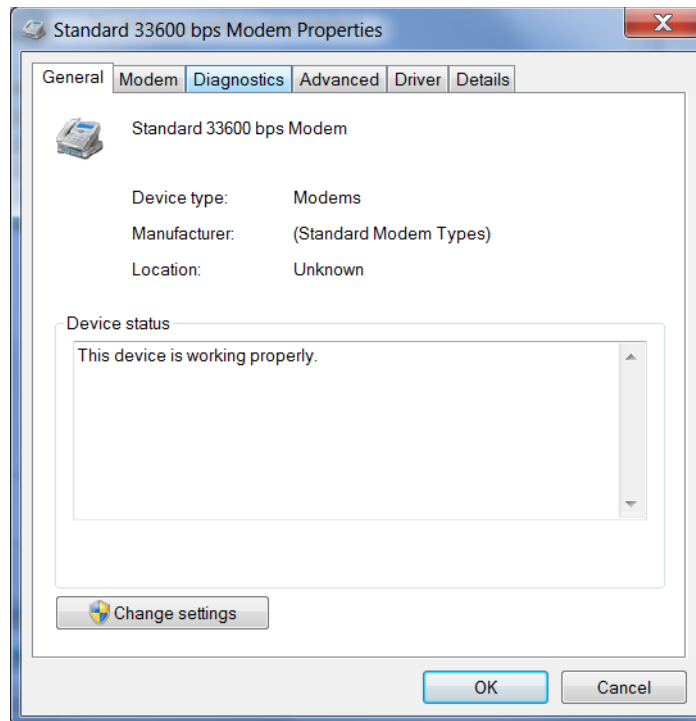 Standard 33600 bps Modem Properties
General Modem Diagnostics Advanced Driver Details
Standard 33600 bps Modem
Device type: Modems
Manufacturer: (Standard Modem Types)
Location: Unknown
Device status
This device is working properly.
Change settings
OK Cancel